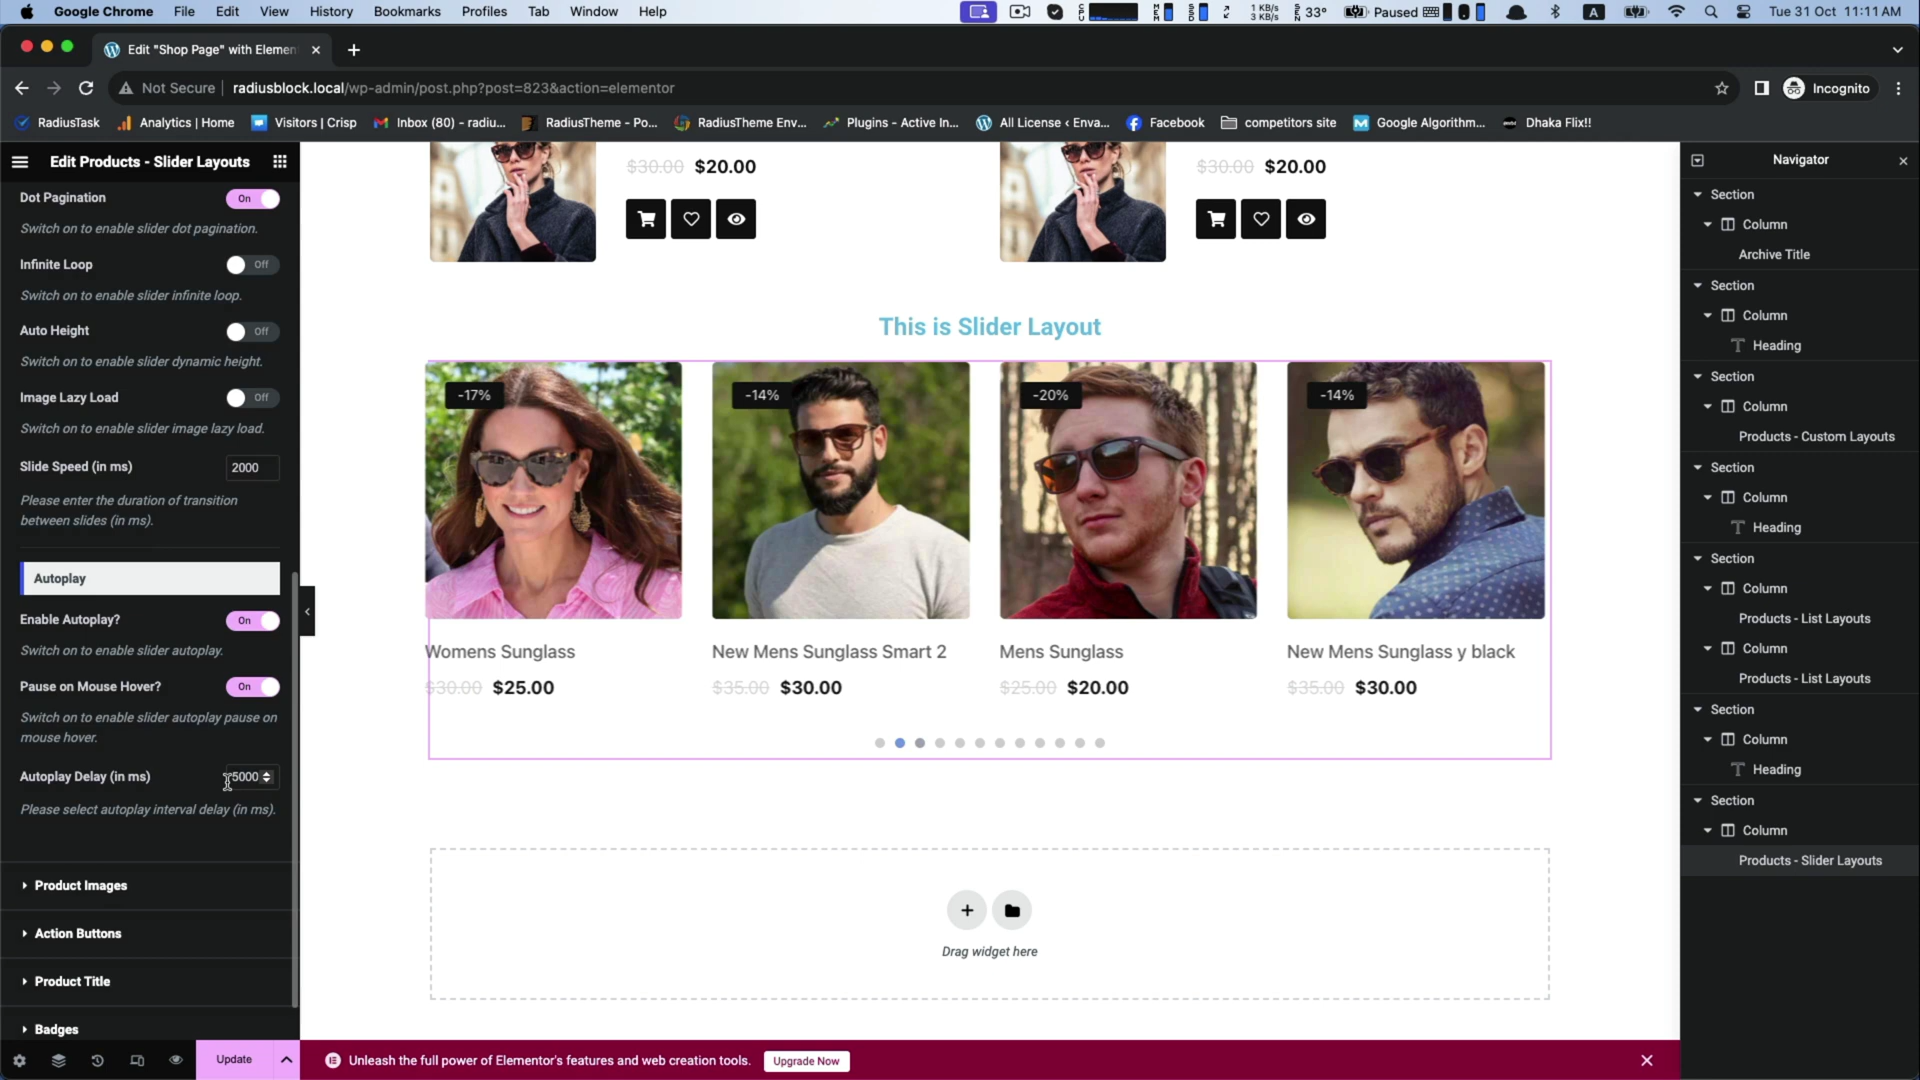 Google Chrome File Edit View History Bookmarks Profiles Tab Window Help 1 KB/s 3 KB/s 33° Paused A Tue 31 Oct 11:11 AM
Edit "Shop Page" with Elemen
Not Secure radiusblock.local/wp-admin/post.php?post=823&action=elementor Incognito
RadiusTask Analytics | Home Visitors | Crisp Inbox (80) - radiu... RadiusTheme - Po... RadiusTheme Env... Plugins - Active In... All License ‹ Enva... Facebook competitors site Google Algorithm... Dhaka Flix!!
Edit Products - Slider Layouts
Dot Pagination On
Switch on to enable slider dot pagination.
Infinite Loop Off
Switch on to enable slider infinite loop.
Auto Height Off
Switch on to enable slider dynamic height.
Image Lazy Load Off
Switch on to enable slider image lazy load.
Slide Speed (in ms) 2000
Please enter the duration of transition
between slides (in ms).
Autoplay
Enable Autoplay? On
Switch on to enable slider autoplay.
Pause on Mouse Hover? On
Switch on to enable slider autoplay pause on
mouse hover.
Autoplay Delay (in ms) 5000
Please select autoplay interval delay (in ms).
Product Images
Action Buttons
Product Title
Badges
Update
$30.00 $20.00
$30.00 $20.00
This is Slider Layout
-17% -14% -20% -14%
Womens Sunglass New Mens Sunglass Smart 2 Mens Sunglass New Mens Sunglass y black
$30.00 $25.00 $35.00 $30.00 $25.00 $20.00 $35.00 $30.00
Drag widget here
Unleash the full power of Elementor's features and web creation tools. Upgrade Now
Navigator
Section
Column
Archive Title
Section
Column
Heading
Section
Column
Products - Custom Layouts
Section
Column
Heading
Section
Column
Products - List Layouts
Column
Products - List Layouts
Section
Column
Heading
Section
Column
Products - Slider Layouts